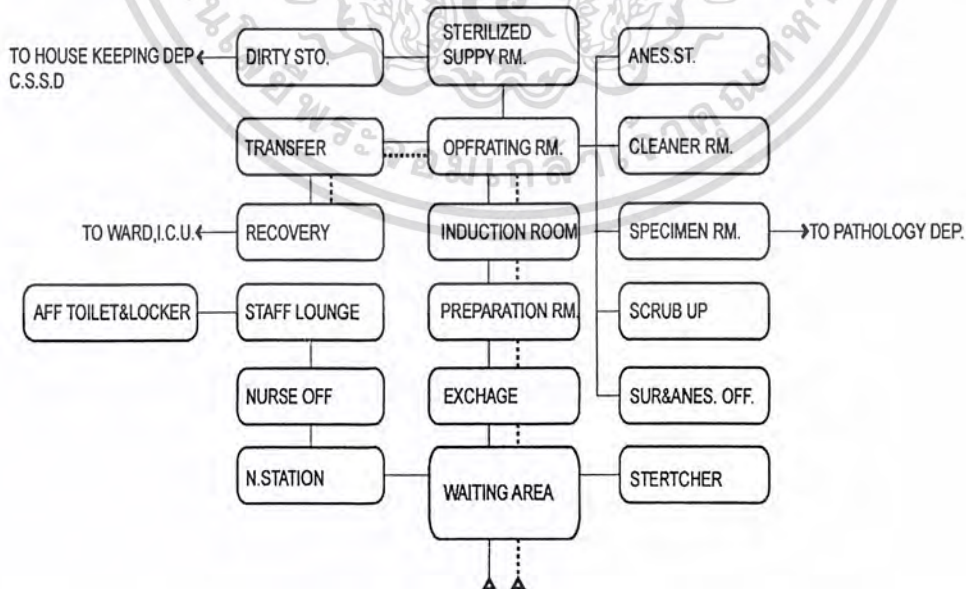 STERILIZED
SUPPY RM.
TO HOUSE KEEPING DEP
C.S.S.D
DIRTY STO.
ANES.ST.
TRANSFER
OPFRATING RM.
CLEANER RM.
TO WARD,I.C.U.
RECOVERY
INDUCTION ROOM
SPECIMEN RM.
TO PATHOLOGY DEP.
AFF TOILET&LOCKER
STAFF LOUNGE
PREPARATION RM.
SCRUB UP
NURSE OFF
EXCHAGE
SUR&ANES. OFF.
N.STATION
WAITING AREA
STERTCHER